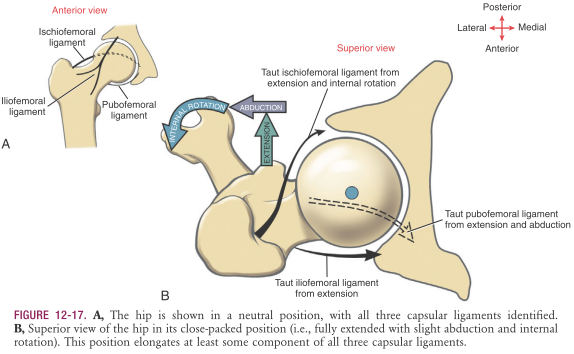 Anterior view
Ischiofemoral
ligament
Iliofemoral
ligament
Pubofemoral
ligament
A
Posterior
Lateral
Medial
Anterior
Superior view
Taut ischiofemoral ligament from
extension and internal rotation
INTERNAL ROTATION
ABDUCTION
EXTENSION
Taut pubofemoral ligament
from extension and abduction
Taut iliofemoral ligament
from extension
B
FIGURE 12-17. A, The hip is shown in a neutral position, with all three capsular ligaments identified.
B, Superior view of the hip in its close-packed position (i.e., fully extended with slight abduction and internal
rotation). This position elongates at least some component of all three capsular ligaments.